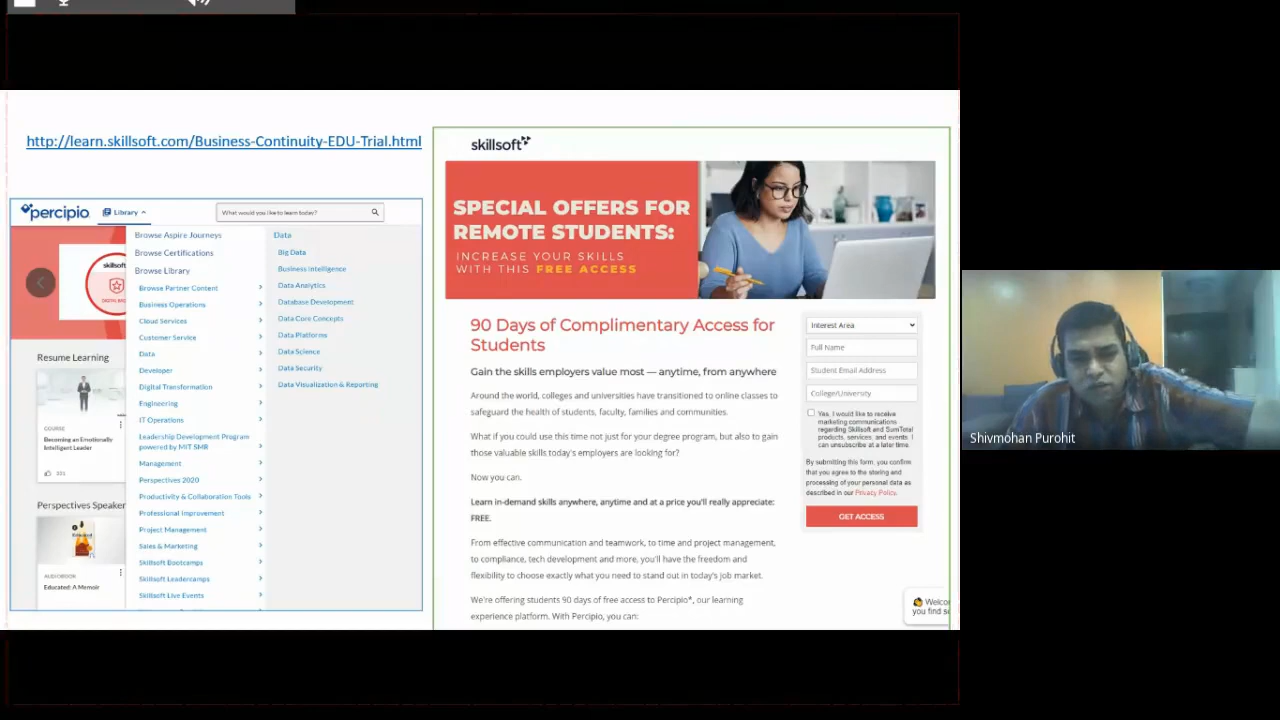 http://learn.skillsoft.com/Business-Continuity-EDU-Trial.html
percipio
Library
What would you like to learn today?
skillsoft
Resume Learning
COURSE
Becoming an Emotionally
Intelligent Leader
331
Perspectives Speaker
AUDIOBOOK
Educated: A Memoir
Browse Aspire Journeys
Browse Certifications
Browse Library
Browse Partner Content
Business Operations
Cloud Services
Customer Service
Data
Developer
Digital Transformation
Engineering
IT Operations
Leadership Development Program
powered by MIT SMR
Management
Perspectives 2020
Productivity & Collaboration Tools
Professional Improvement
Project Management
Sales & Marketing
Skillsoft Bootcamps
Skillsoft Leadercamps
Skillsoft Live Events
Data
Big Data
Business Intelligence
Data Analytics
Database Development
Data Core Concepts
Data Platforms
Data Science
Data Security
Data Visualization & Reporting
skillsoft
SPECIAL OFFERS FOR
REMOTE STUDENTS:
INCREASE YOUR SKILLS
WITH THIS FREE ACCESS
90 Days of Complimentary Access for
Students
Gain the skills employers value most — anytime, from anywhere
Around the world, colleges and universities have transitioned to online classes to
safeguard the health of students, faculty, families and communities.
What if you could use this time not just for your degree program, but also to gain
those valuable skills today's employers are looking for?
Now you can.
Learn in-demand skills anywhere, anytime and at a price you'll really appreciate:
FREE.
From effective communication and teamwork, to time and project management,
to compliance, tech development and more, you'll have the freedom and
flexibility to choose exactly what you need to stand out in today's job market.
We're offering students 90 days of free access to Percipio*, our learning
experience platform. With Percipio, you can:
Interest Area
Full Name
Student Email Address
College/University
Yes, I would like to receive
marketing communications
regarding Skillsoft and SumTotal
products, services, and events. I
can unsubscribe at a later time.
By submitting this form, you confirm
that you agree to the storing and
processing of your personal data as
described in our Privacy Policy.
GET ACCESS
Welco
you find s
Shivmohan Purohit